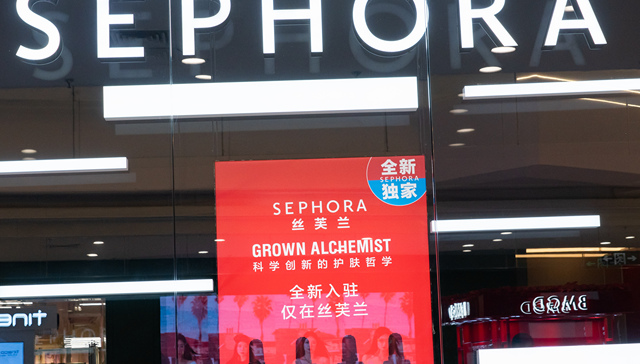 SEPHORA
全新
SEPHORA
独家
SEPHORA
丝芙兰
GROWN ALCHEMIST
科学创新的护肤哲学
全新入驻
仅在丝芙兰